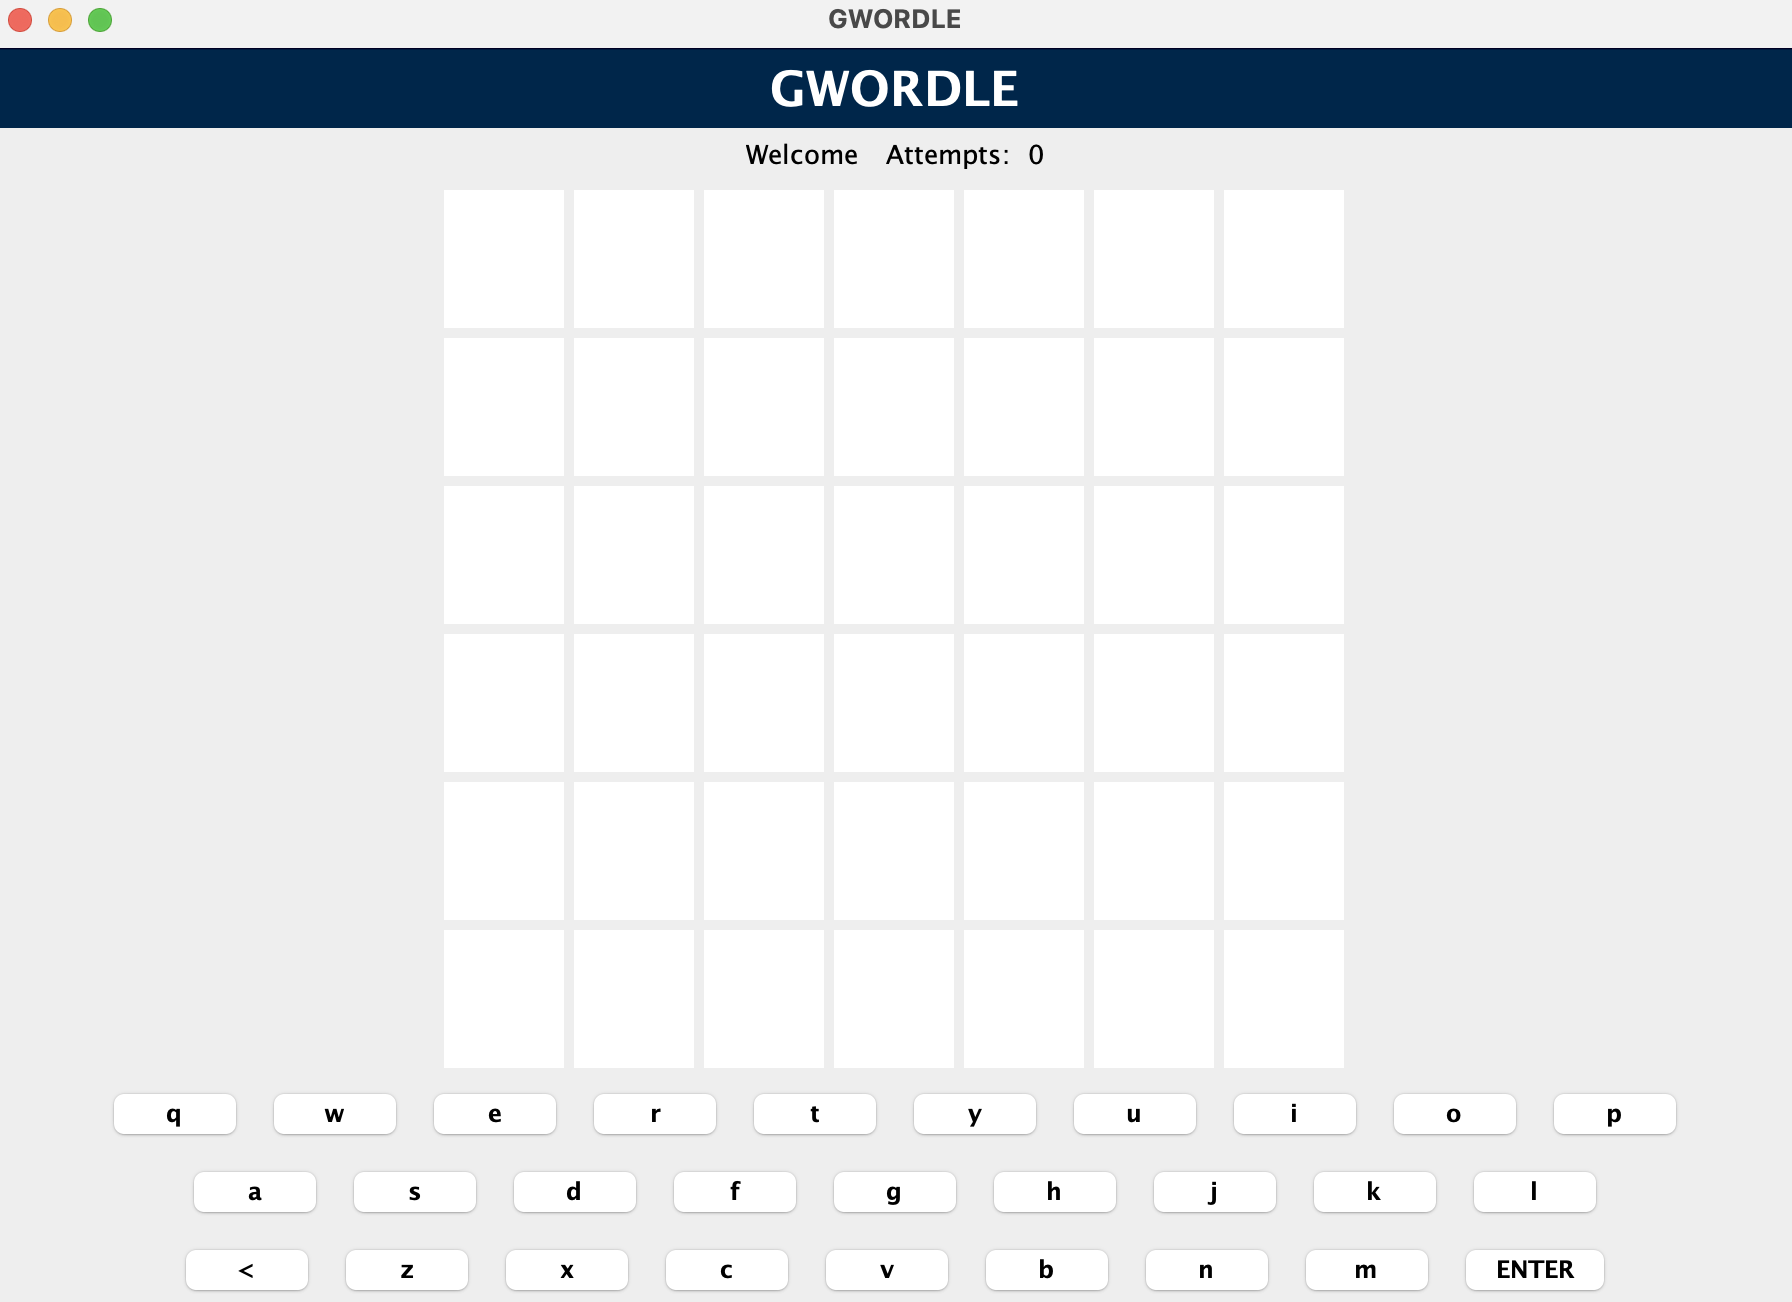 GWORDLE
GWORDLE
Welcome Attempts: 0
q w e r t y u i o p
a s d f g h j k l
< z x c v b n m ENTER